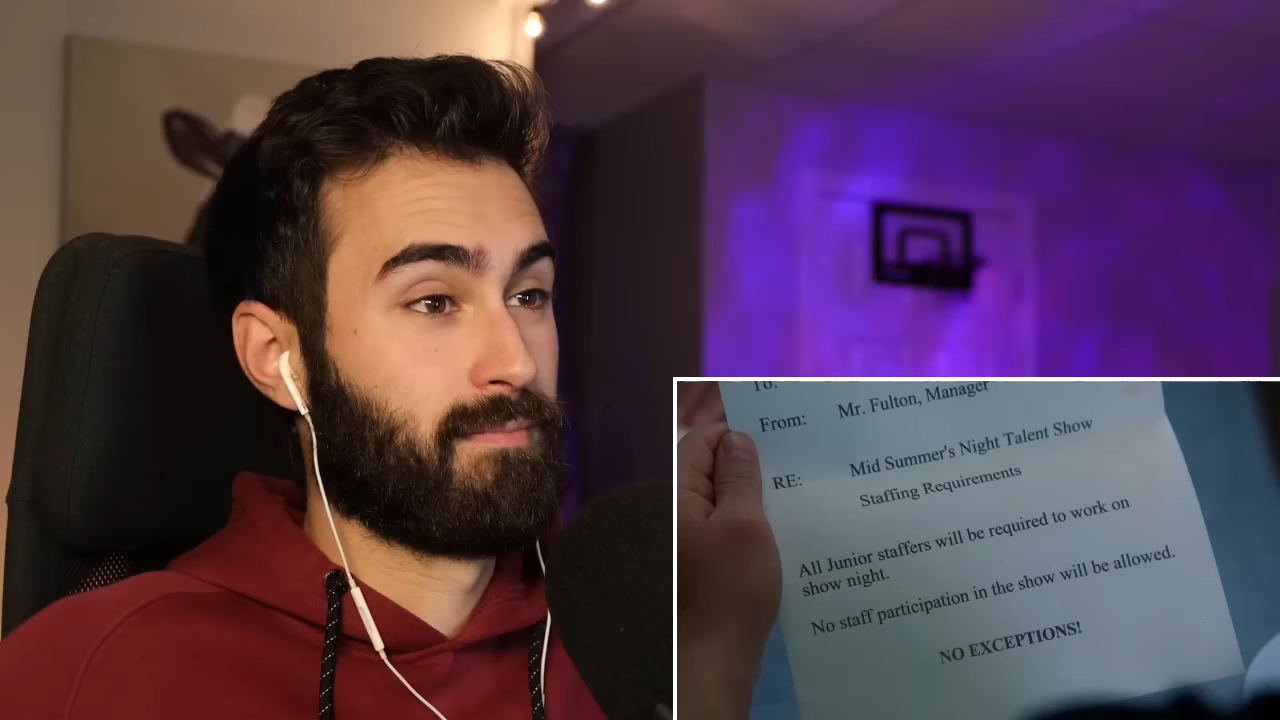 To:
From: Mr. Fulton, Manager
RE: Mid Summer's Night Talent Show
Staffing Requirements
All Junior staffers will be required to work on
show night.
No staff participation in the show will be allowed.
NO EXCEPTIONS!